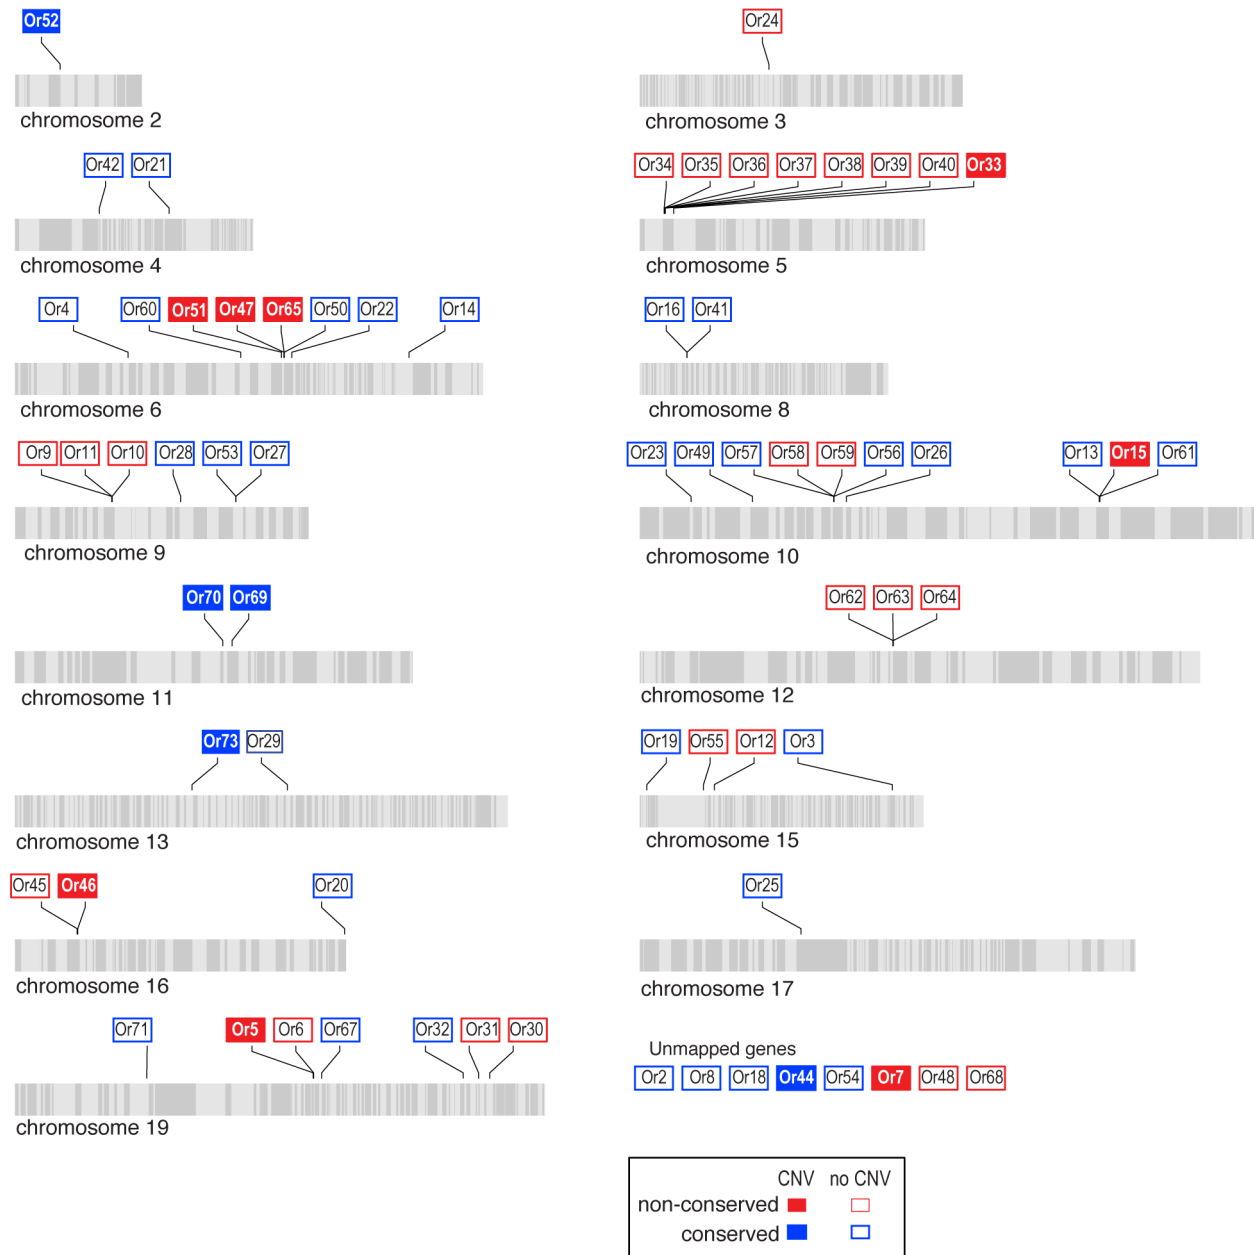 Or52
chromosome 2
Or24
chromosome 3
Or42 Or21
chromosome 4
Or34 Or35 Or36 Or37 Or38 Or39 Or40 Or33
chromosome 5
Or4 Or60 Or51 Or47 Or65 Or50 Or22 Or14
chromosome 6
Or16 Or41
chromosome 8
Or9 Or11 Or10 Or28 Or53 Or27
chromosome 9
Or23 Or49 Or57 Or58 Or59 Or56 Or26 Or13 Or15 Or61
chromosome 10
Or70 Or69
chromosome 11
Or62 Or63 Or64
chromosome 12
Or73 Or29
chromosome 13
Or19 Or55 Or12 Or3
chromosome 15
Or45 Or46 Or20
chromosome 16
Or25
chromosome 17
Or71 Or5 Or6 Or67 Or32 Or31 Or30
chromosome 19
Unmapped genes
Or2 Or8 Or18 Or44 Or54 Or7 Or48 Or68
CNV no CNV
non-conserved
conserved